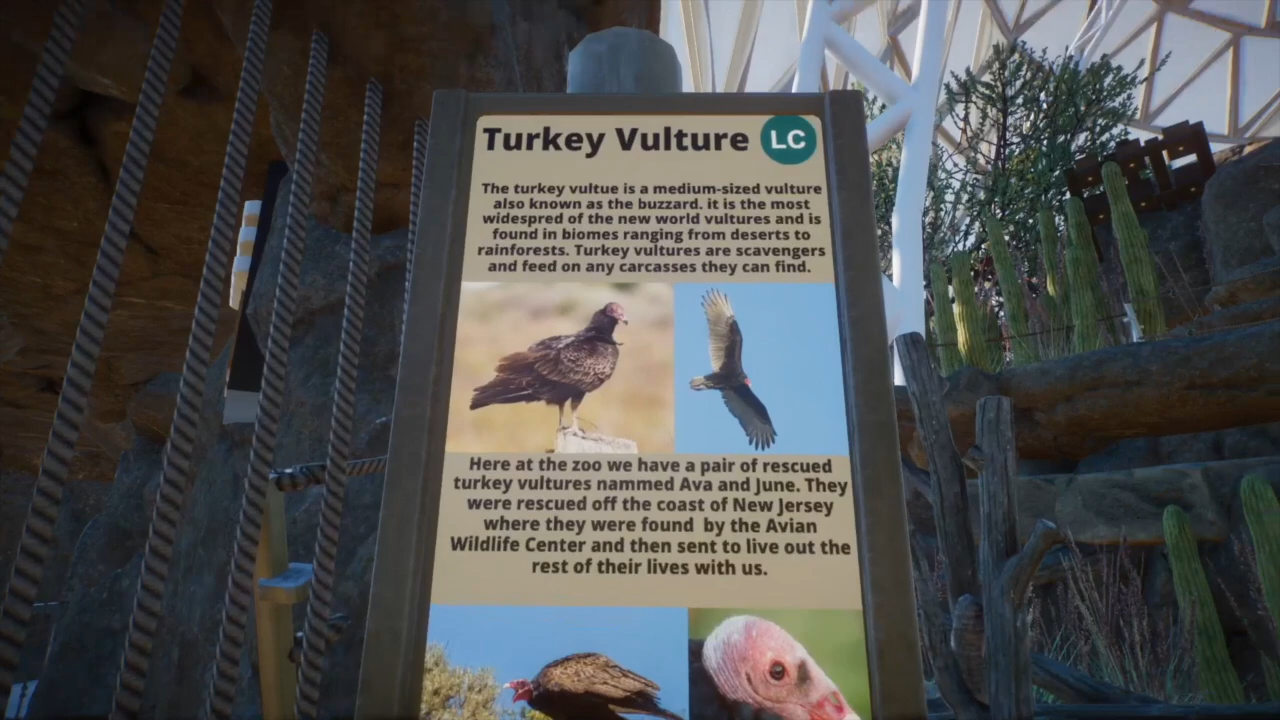 Turkey Vulture LC
The turkey vultue is a medium-sized vulture
also known as the buzzard. it is the most
widespred of the new world vultures and is
found in biomes ranging from deserts to
rainforests. Turkey vultures are scavengers
and feed on any carcasses they can find.
Here at the zoo we have a pair of rescued
turkey vultures nammed Ava and June. They
were rescued off the coast of New Jersey
where they were found by the Avian
Wildlife Center and then sent to live out the
rest of their lives with us.